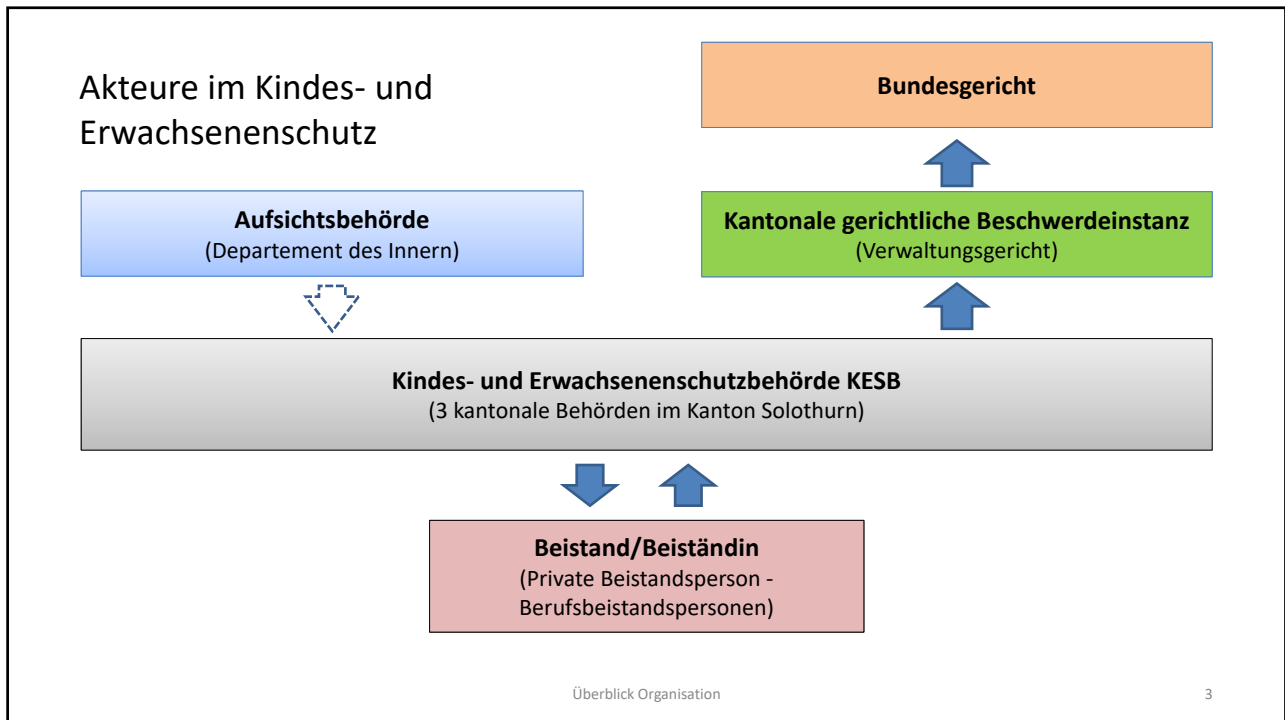 Akteure im Kindes- und
Erwachsenenschutz
Bundesgericht
Aufsichtsbehörde
(Departement des Innern)
Kantonale gerichtliche Beschwerdeinstanz
(Verwaltungsgericht)
Kindes- und Erwachsenenschutzbehörde KESB
(3 kantonale Behörden im Kanton Solothurn)
Beistand/Beiständin
(Private Beistandsperson -
Berufsbeistandspersonen)
Überblick Organisation
3